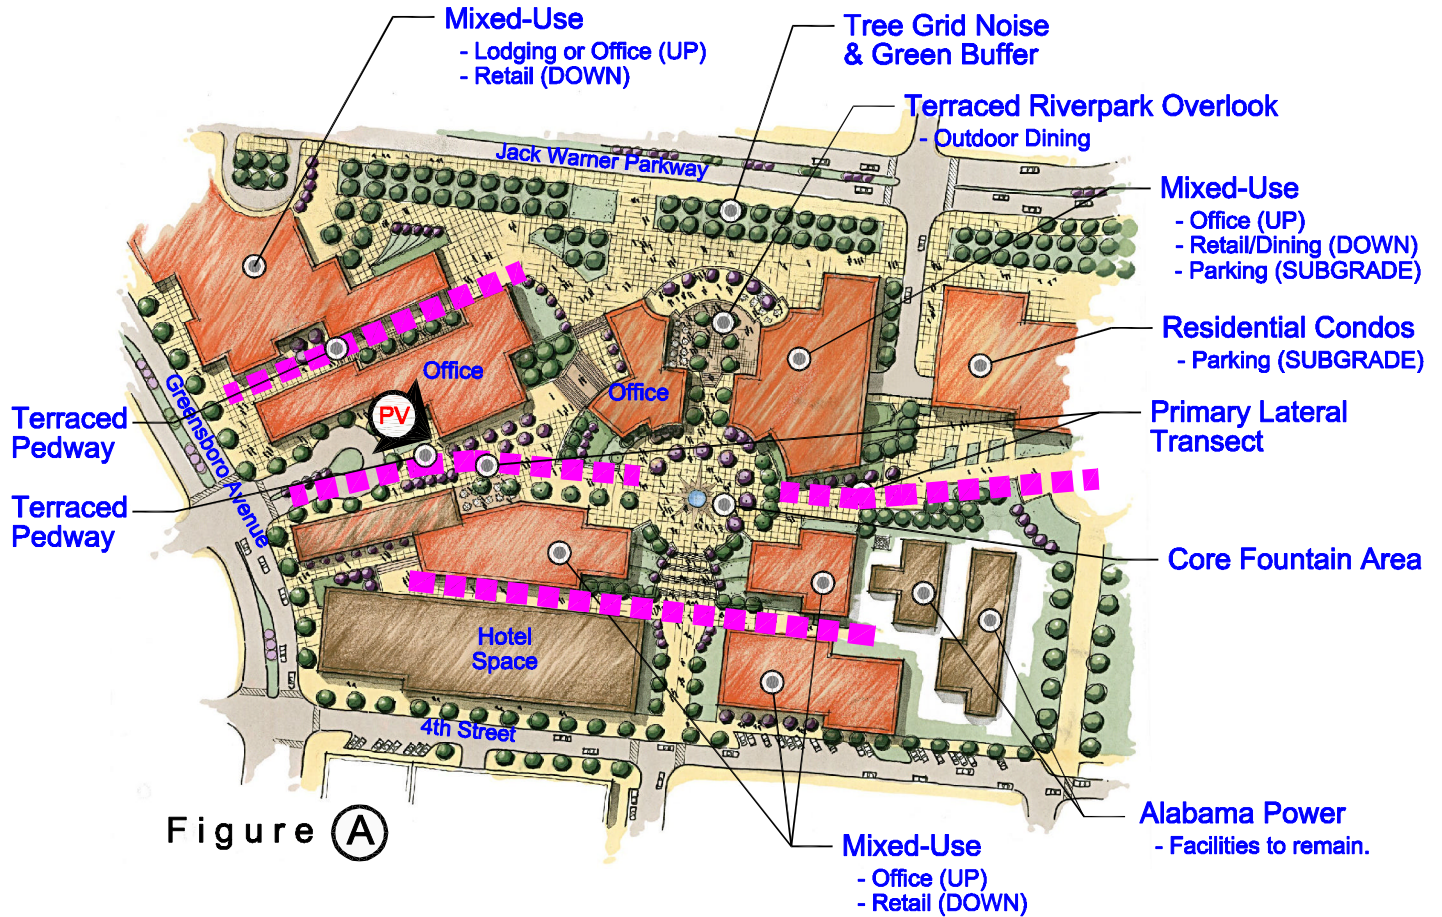 Mixed-Use
- Lodging or Office (UP)
- Retail (DOWN)
Tree Grid Noise
& Green Buffer
Terraced Riverpark Overlook
- Outdoor Dining
Jack Warner Parkway
Mixed-Use
- Office (UP)
- Retail/Dining (DOWN)
- Parking (SUBGRADE)
Residential Condos
- Parking (SUBGRADE)
Office
Office
PV
Greensboro Avenue
Terraced
Pedway
Primary Lateral
Transect
Terraced
Pedway
Core Fountain Area
Hotel
Space
4th Street
Alabama Power
- Facilities to remain.
Figure A
Mixed-Use
- Office (UP)
- Retail (DOWN)